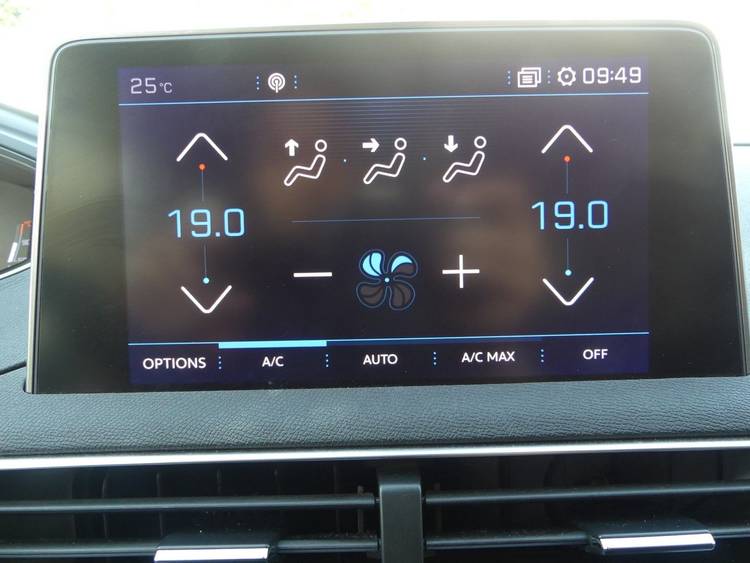 25 °C 09:49
19.0 19.0
OPTIONS A/C AUTO A/C MAX OFF